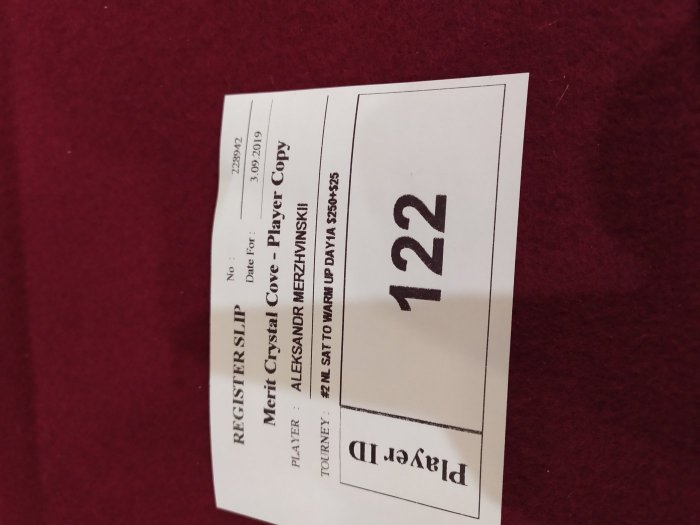 REGISTER SLIP
No : 228942
Date For : 3.09.2019
Merit Crystal Cove - Player Copy
PLAYER : ALEKSANDR MERZHVINSKII
TOURNEY : #2 NL SAT TO WARM UP DAY1A $250+$25
Player ID
122